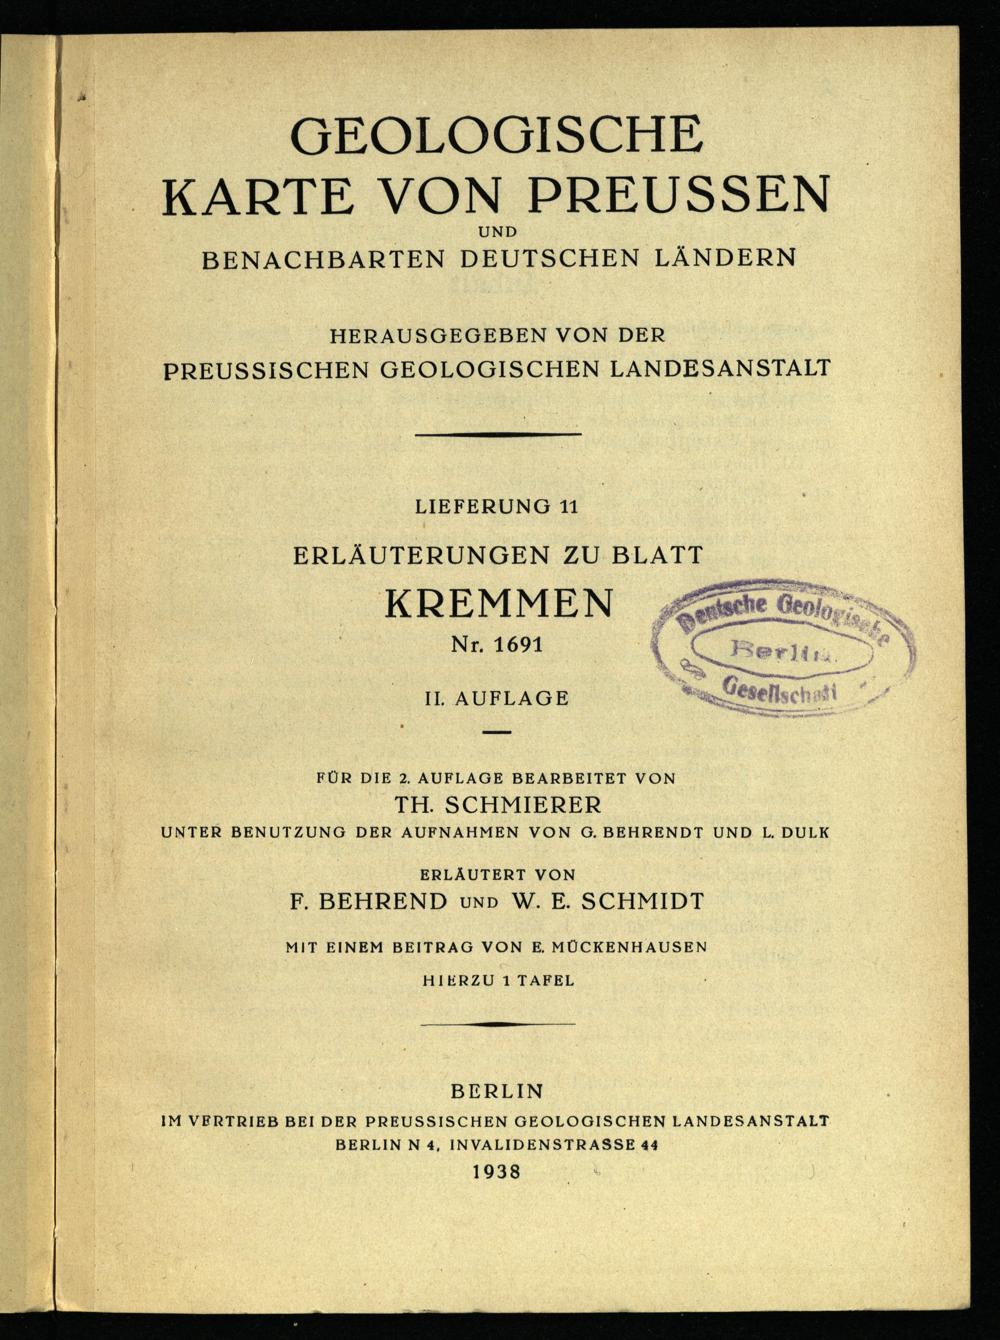 GEOLOGISCHE
KARTE VON PREUSSEN
UND
BENACHBARTEN DEUTSCHEN LÄNDERN
HERAUSGEGEBEN VON DER
PREUSSISCHEN GEOLOGISCHEN LANDESANSTALT
LIEFERUNG 11
ERLÄUTERUNGEN ZU BLATT
KREMMEN
Nr. 1691
Deutsche Geologische
Berlin.
Gesellschaft
II. AUFLAGE
FÜR DIE 2. AUFLAGE BEARBEITET VON
TH. SCHMIERER
UNTER BENUTZUNG DER AUFNAHMEN VON G. BEHRENDT UND L. DULK
ERLÄUTERT VON
F. BEHREND UND W. E. SCHMIDT
MIT EINEM BEITRAG VON E. MÜCKENHAUSEN
HIERZU 1 TAFEL
BERLIN
IM VERTRIEB BEI DER PREUSSISCHEN GEOLOGISCHEN LANDESANSTALT
BERLIN N 4, INVALIDENSTRASSE 44
1938